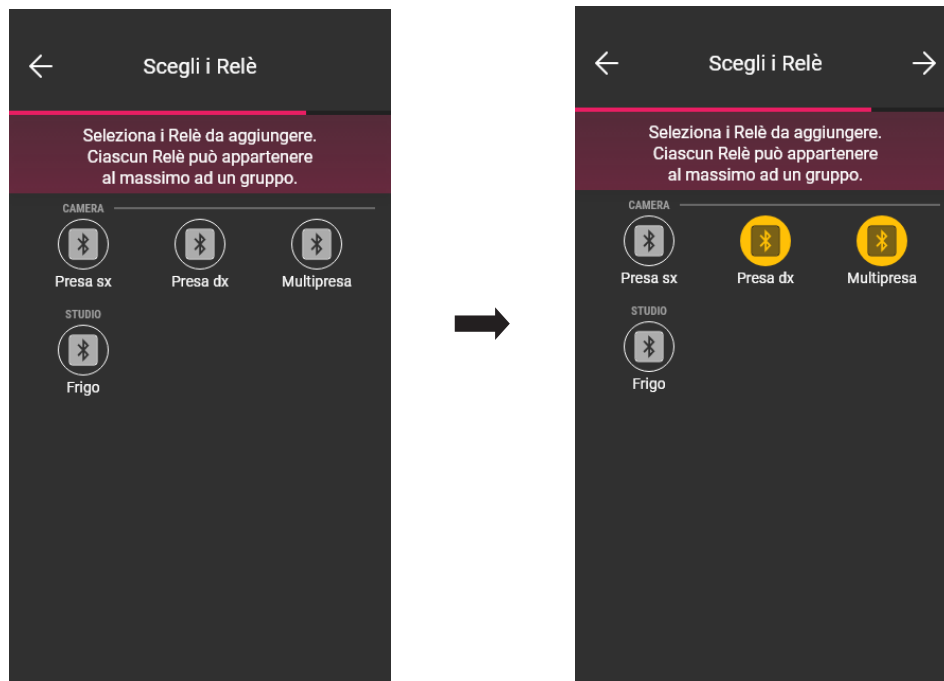 Scegli i Relè
Seleziona i Relè da aggiungere.
Ciascun Relè può appartenere
al massimo ad un gruppo.
CAMERA
Presa sx Presa dx Multipresa
STUDIO
Frigo
Scegli i Relè
Seleziona i Relè da aggiungere.
Ciascun Relè può appartenere
al massimo ad un gruppo.
CAMERA
Presa sx Presa dx Multipresa
STUDIO
Frigo